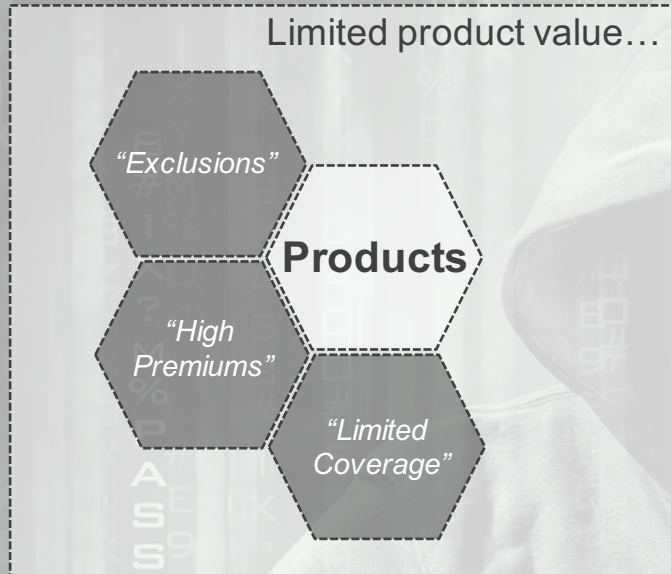 Limited product value…
“Exclusions”
Products
“High
Premiums”
“Limited
Coverage”
A
S
S